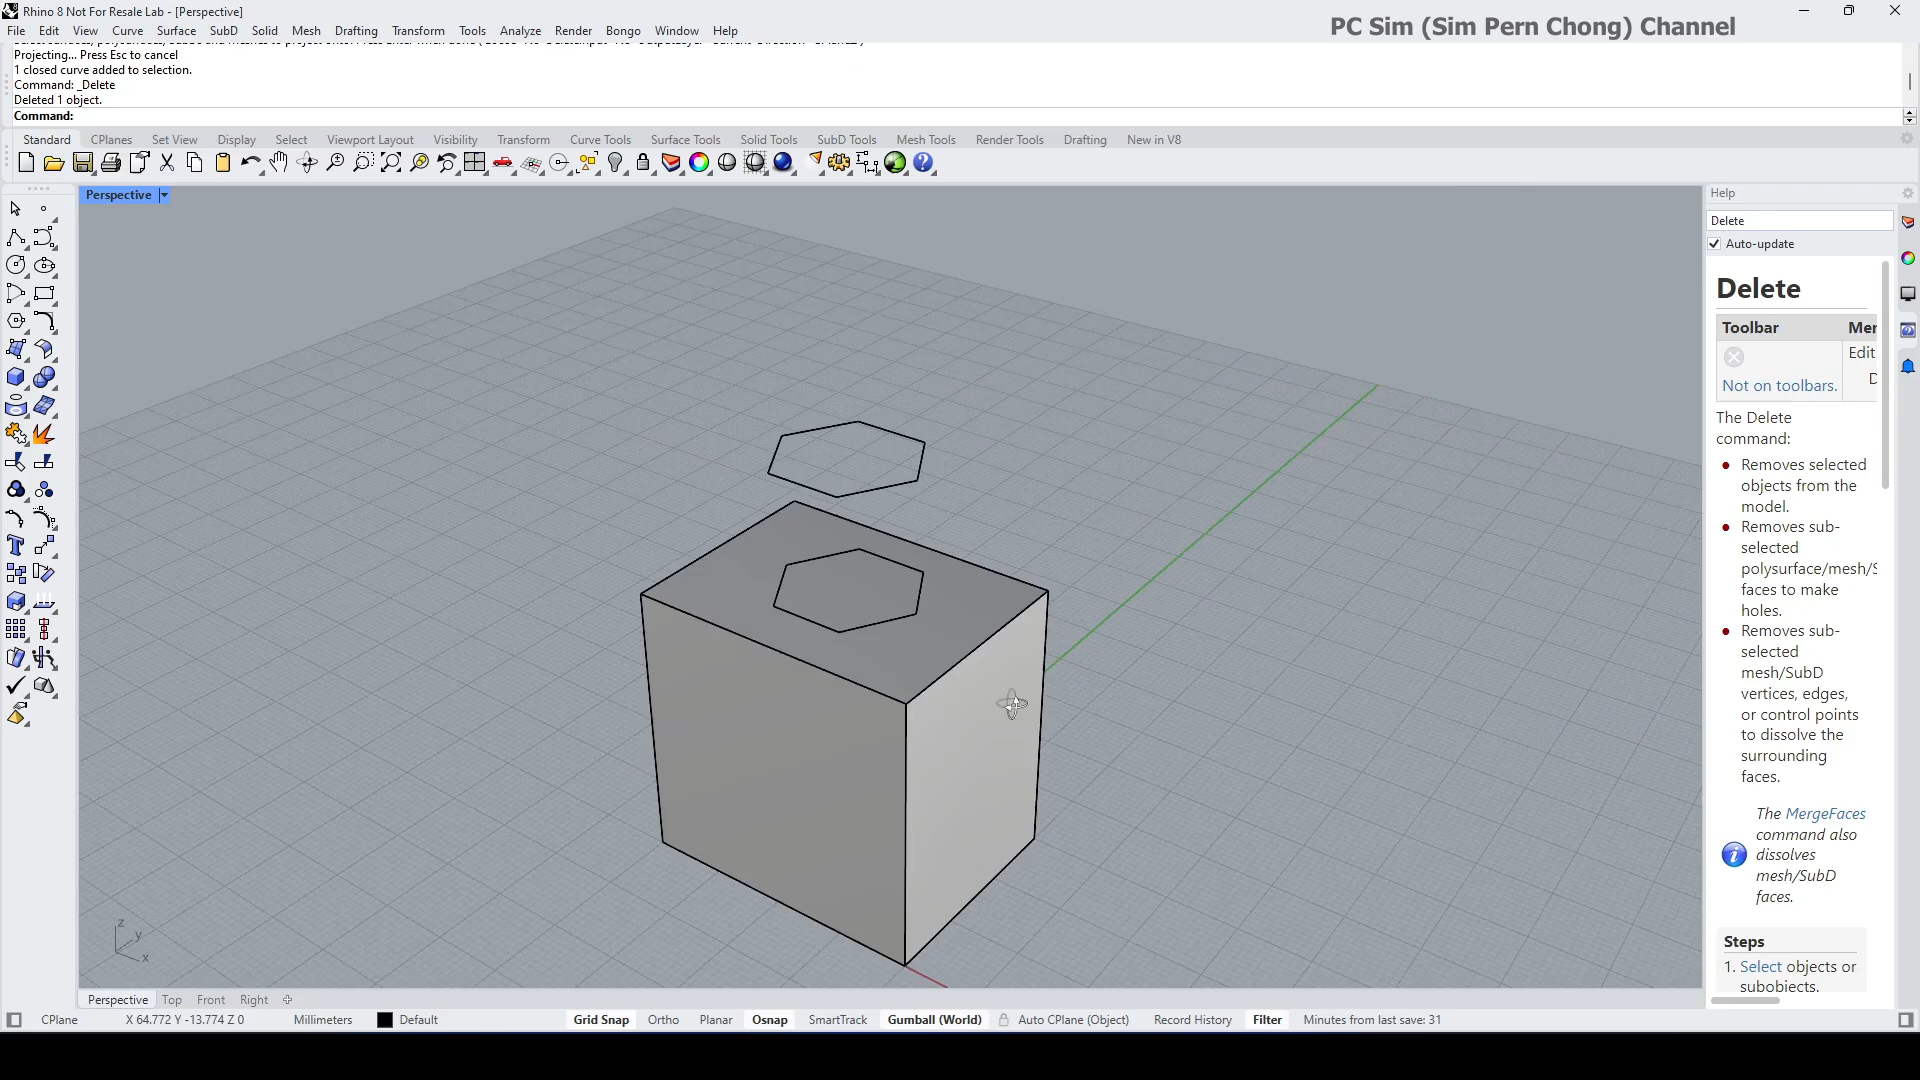 Rhino 8 Not For Resale Lab - [Perspective]
PC Sim (Sim Pern Chong) Channel
File Edit View Curve Surface SubD Solid Mesh Drafting Transform Tools Analyze Render Bongo Window Help
Projecting... Press Esc to cancel
1 closed curve added to selection.
Command: _Delete
Deleted 1 object.
Command:
Standard CPlanes Set View Display Select Viewport Layout Visibility Transform Curve Tools Surface Tools Solid Tools SubD Tools Mesh Tools Render Tools Drafting New in V8
Perspective
Help
Delete
Auto-update
Delete
Toolbar Mer
Edit
Not on toolbars.
The Delete
command:
Removes selected
objects from the
model.
Removes sub-
selected
polysurface/mesh/S
faces to make
holes.
Removes sub-
selected
mesh/SubD
vertices, edges,
or control points
to dissolve the
surrounding
faces.
The MergeFaces
command also
dissolves
mesh/SubD
faces.
Steps
1. Select objects or
subobjects.
z
y
x
Perspective Top Front Right
CPlane X 64.772 Y -13.774 Z 0 Millimeters Default Grid Snap Ortho Planar Osnap SmartTrack Gumball (World) Auto CPlane (Object) Record History Filter Minutes from last save: 31